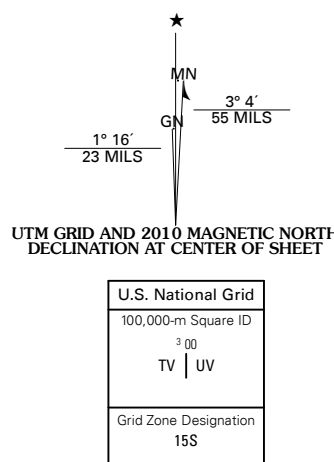 ★
MN
3° 4´
55 MILS
GN
1° 16´
23 MILS
UTM GRID AND 2010 MAGNETIC NORTH
DECLINATION AT CENTER OF SHEET
U.S. National Grid
100,000-m Square ID
3 00
TV UV
Grid Zone Designation
15S